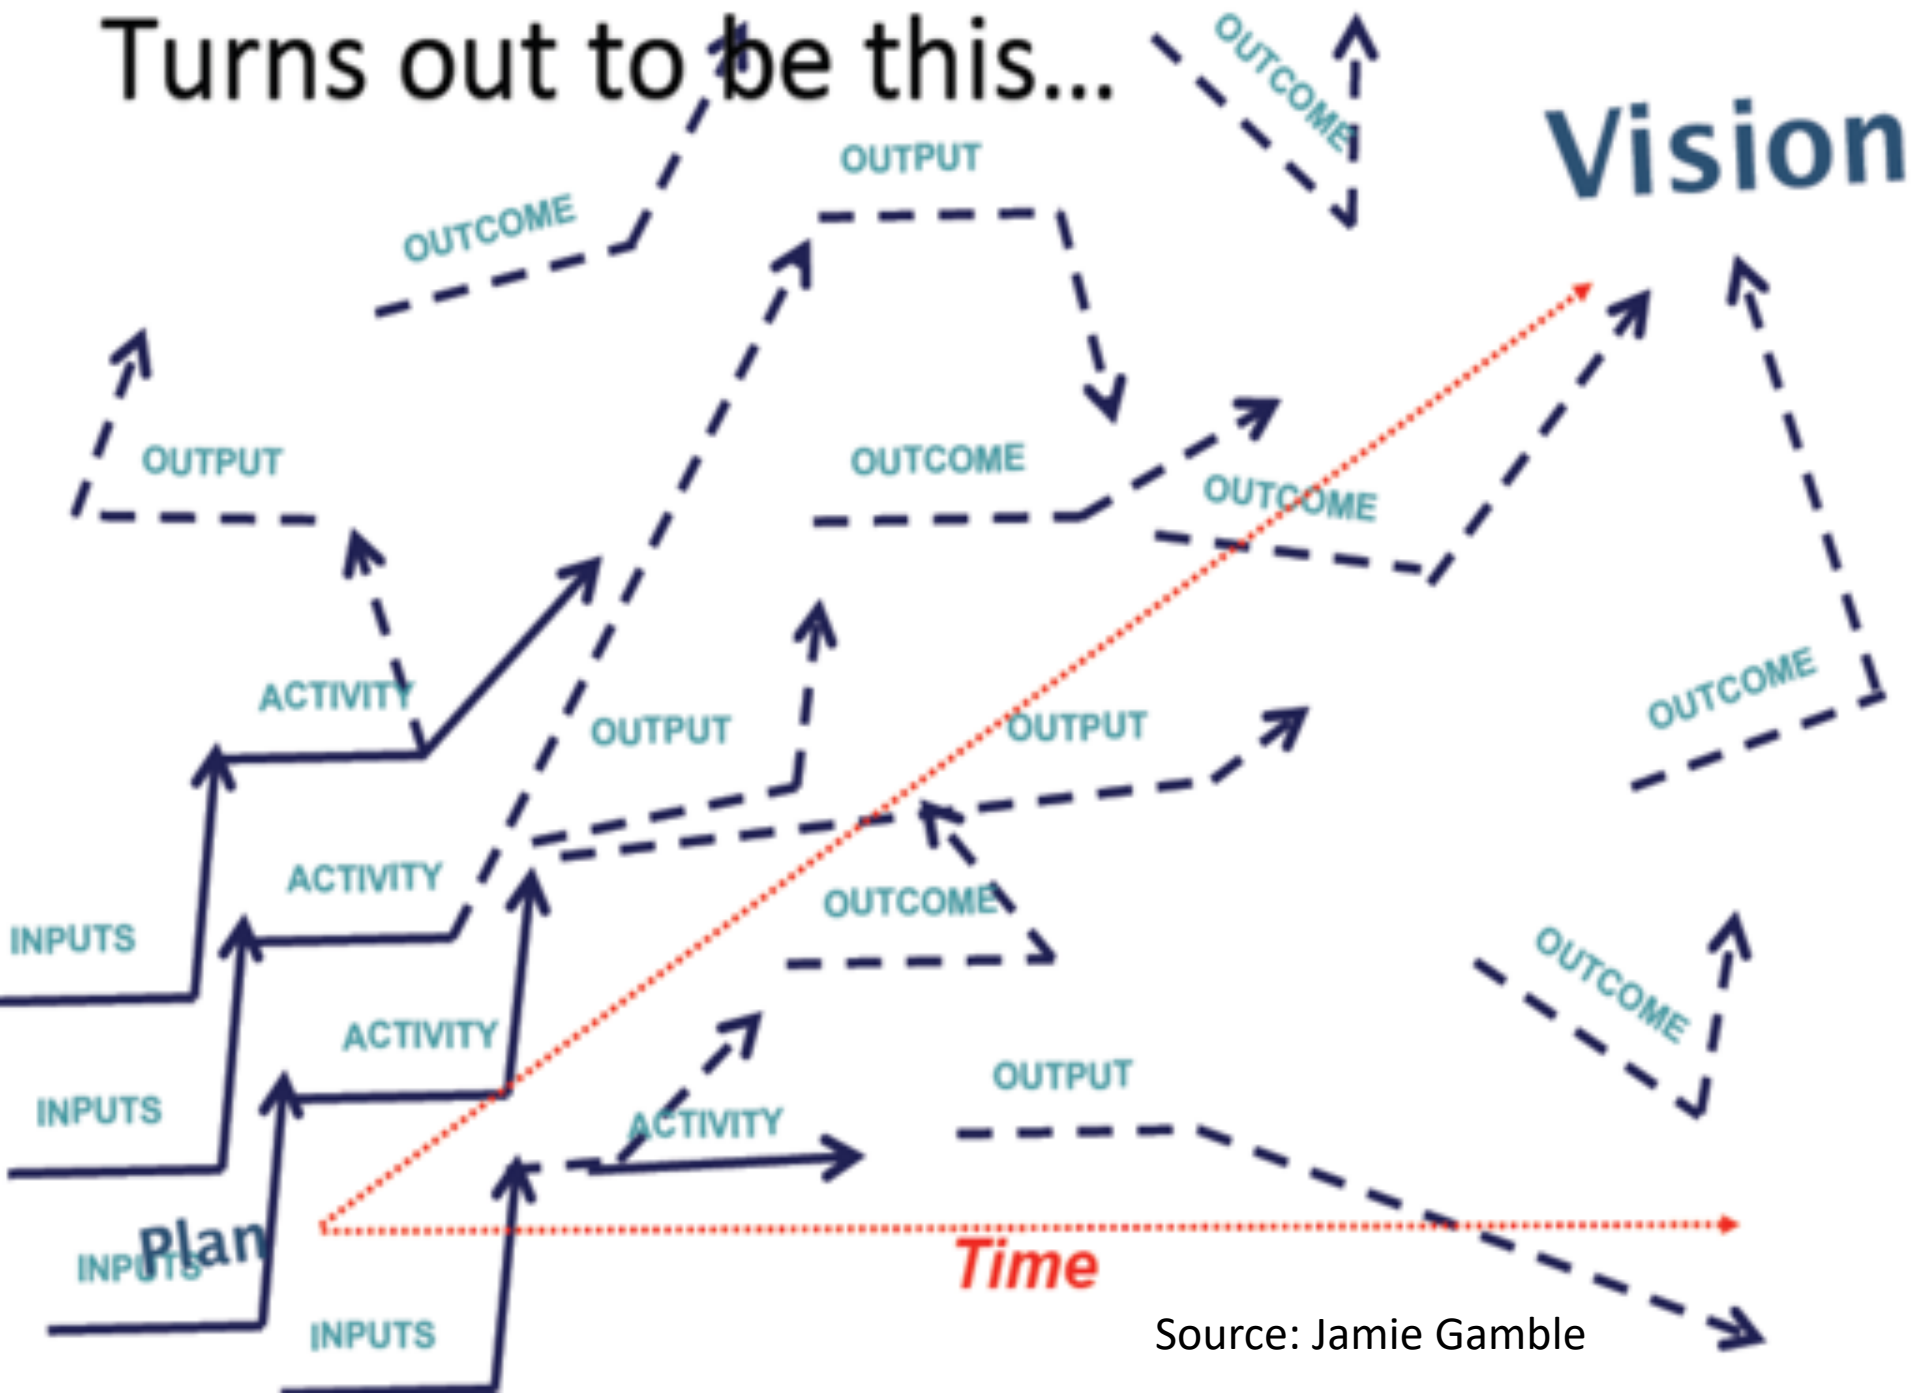 Turns out to be this...
OUTCOME
Vision
OUTPUT
OUTCOME
OUTPUT
OUTCOME
OUTCOME
ACTIVITY
OUTPUT
OUTPUT
OUTCOME
ACTIVITY
OUTCOME
INPUTS
OUTCOME
ACTIVITY
OUTPUT
INPUTS
ACTIVITY
Plan
INPUTS
Time
INPUTS
Source: Jamie Gamble